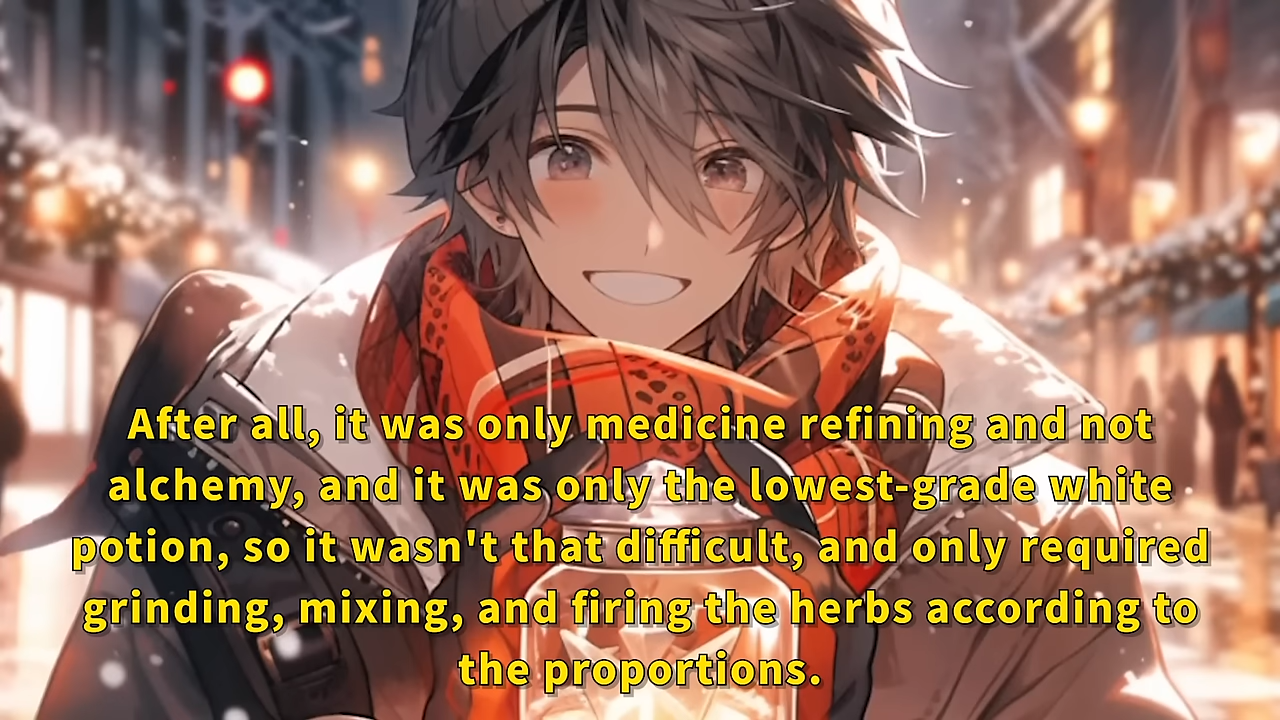 After all, it was only medicine refining and not
alchemy, and it was only the lowest-grade white
potion, so it wasn't that difficult, and only required
grinding, mixing, and firing the herbs according to
the proportions.